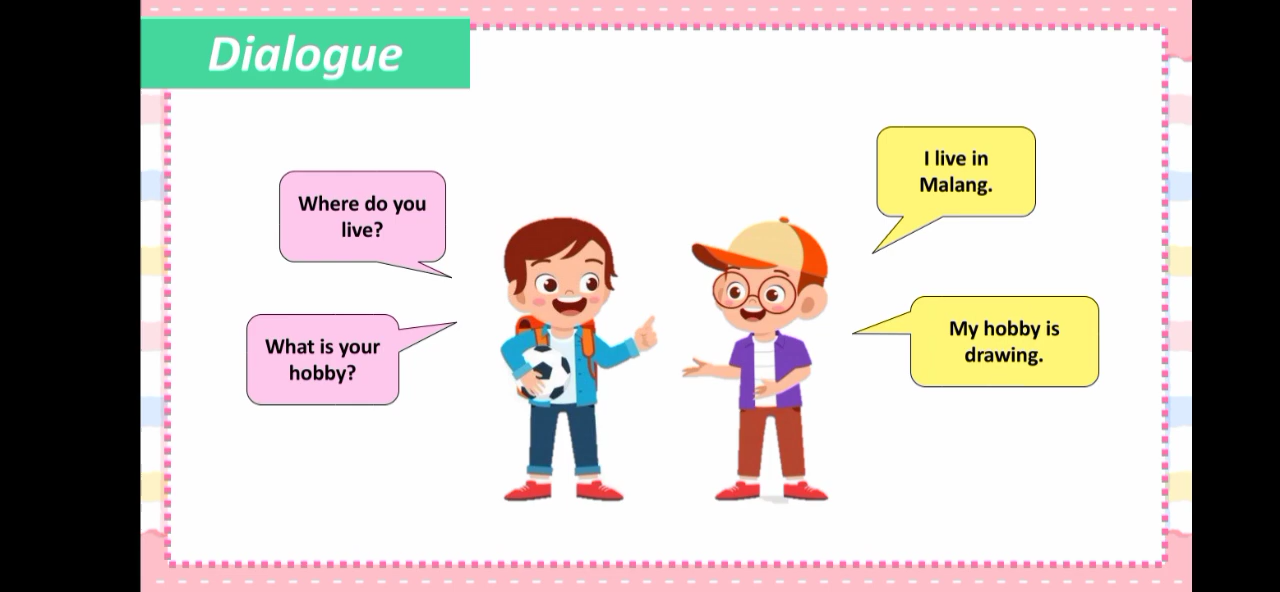 Dialogue
Where do you
live?
I live in
Malang.
What is your
hobby?
My hobby is
drawing.